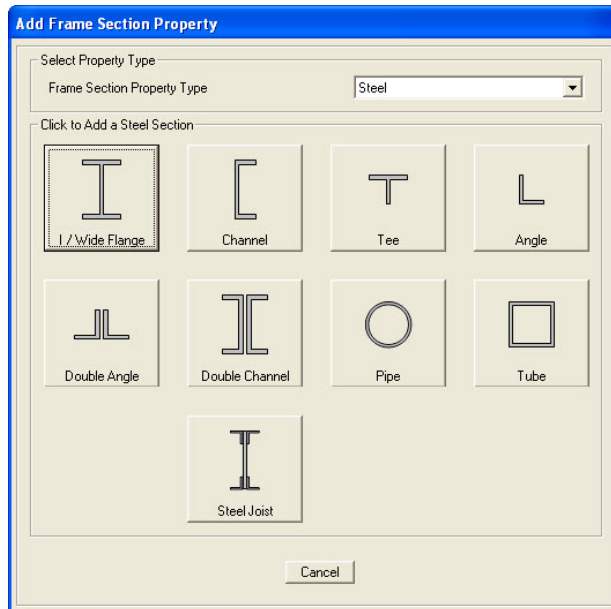 Add Frame Section Property
Select Property Type
Frame Section Property Type
Steel
Click to Add a Steel Section
I / Wide Flange
Channel
Tee
Angle
Double Angle
Double Channel
Pipe
Tube
Steel Joist
Cancel